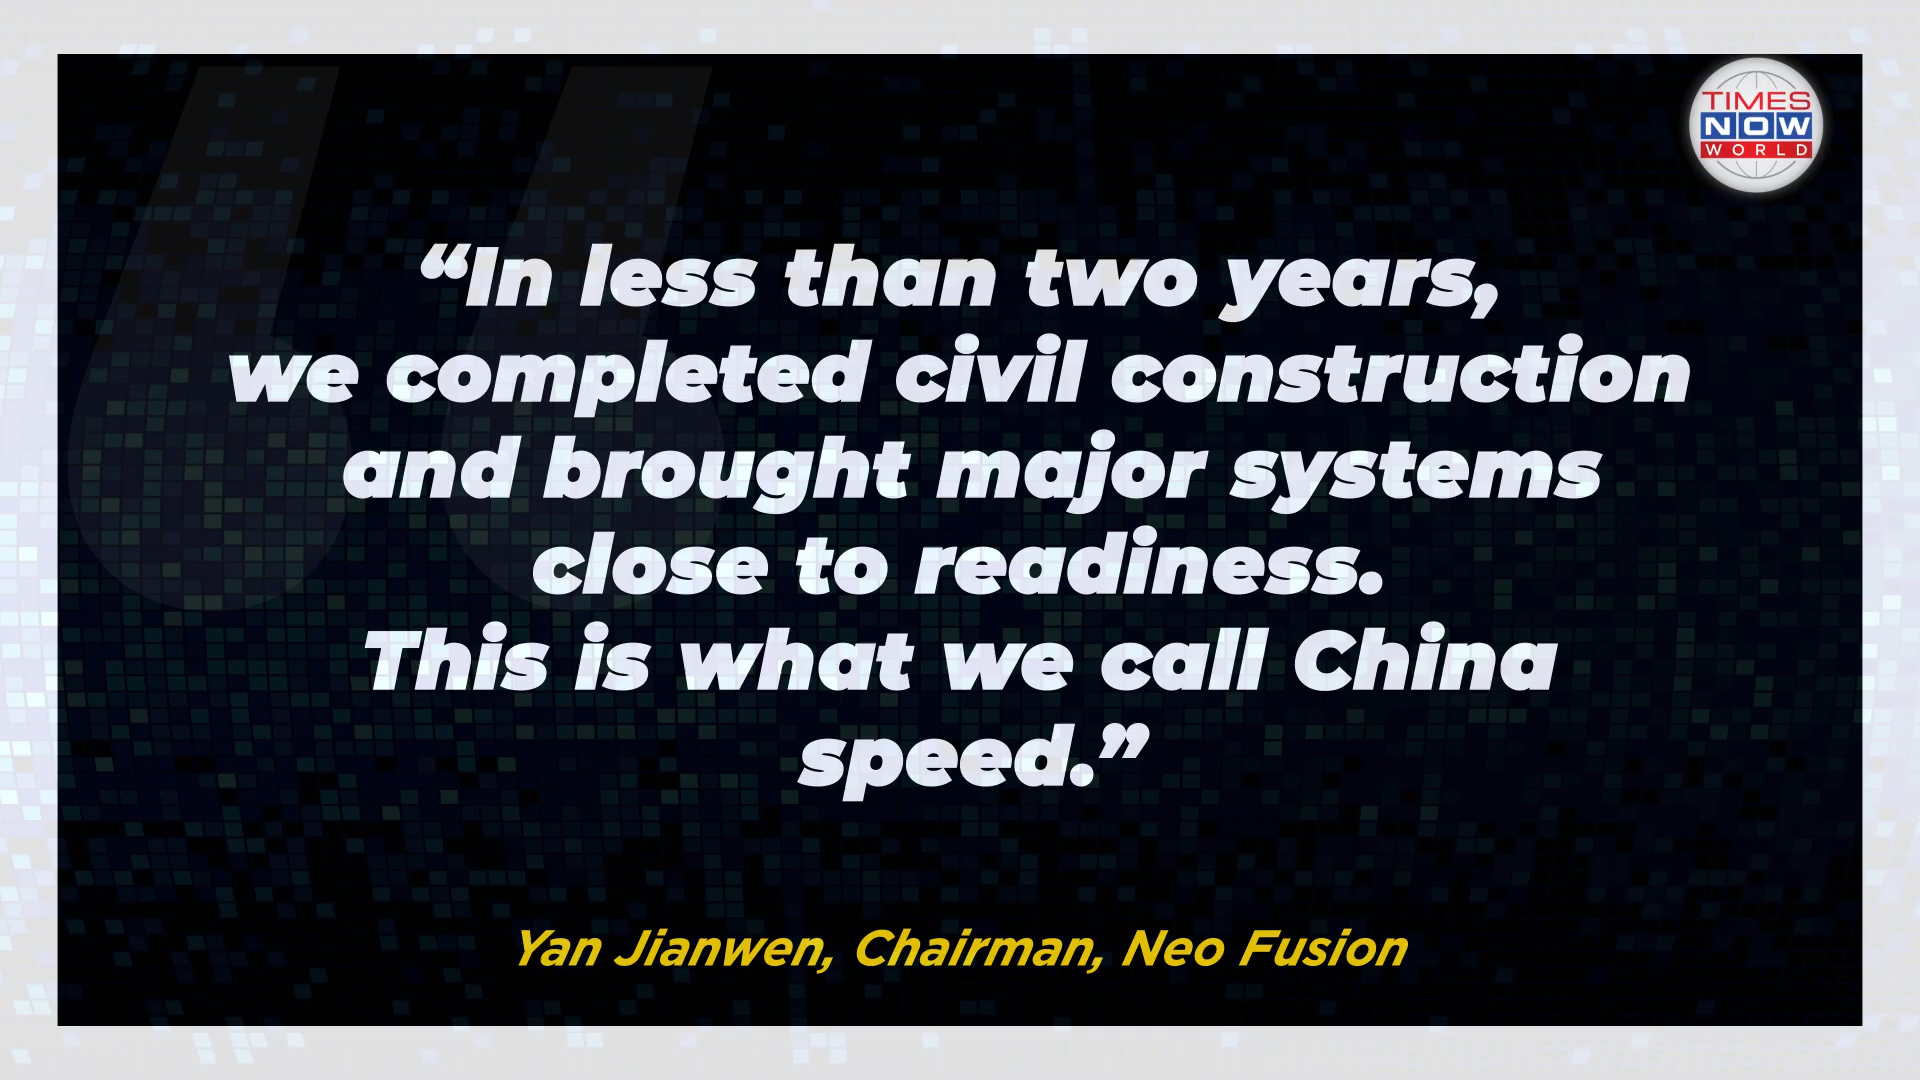 TIMES
NOW
WORLD
“In less than two years,
we completed civil construction
and brought major systems
close to readiness.
This is what we call China
speed.”
Yan Jianwen, Chairman, Neo Fusion